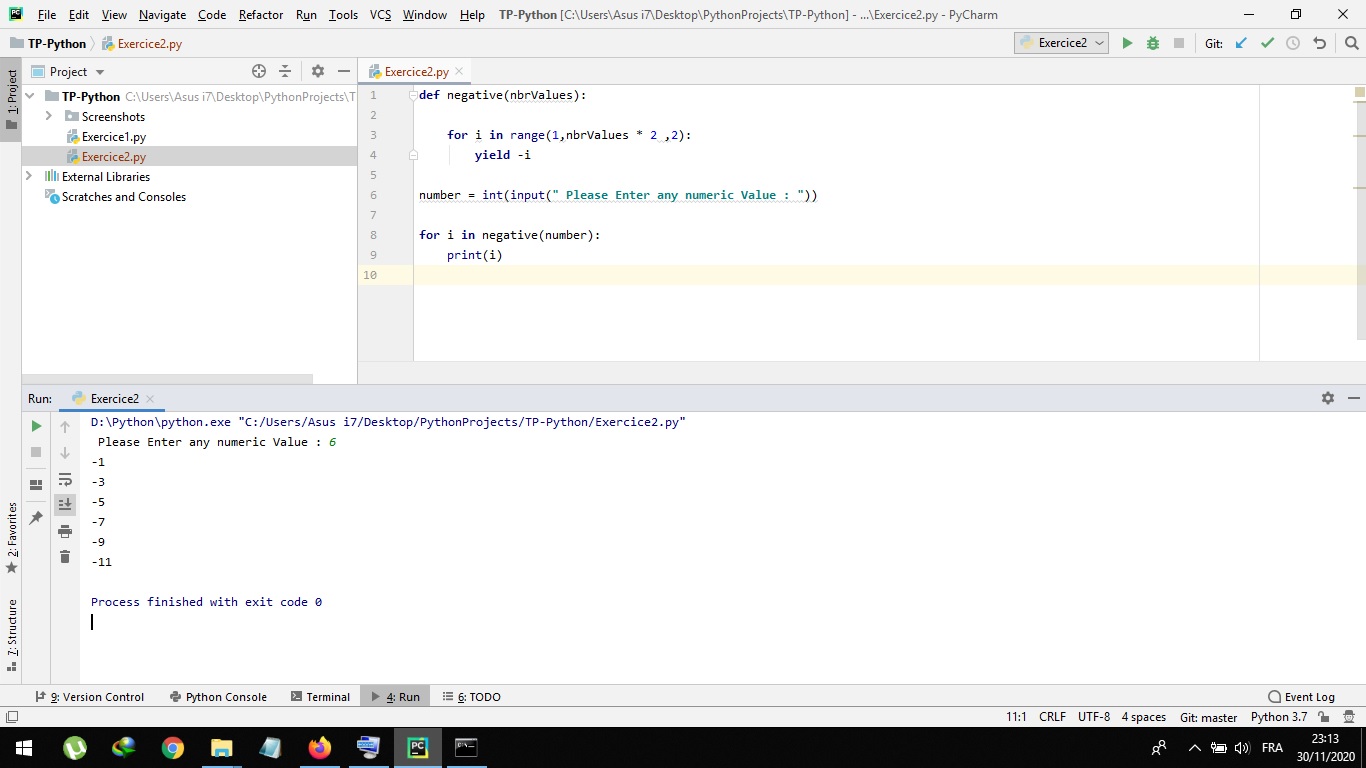 File Edit View Navigate Code Refactor Run Tools VCS Window Help TP-Python [C:\Users\Asus i7\Desktop\PythonProjects\TP-Python] - ...\Exercice2.py - PyCharm
TP-Python Exercice2.py Exercice2 Git:
1: Project
Project
Exercice2.py
TP-Python C:\Users\Asus i7\Desktop\PythonProjects\T
Screenshots
Exercice1.py
Exercice2.py
External Libraries
Scratches and Consoles
1 def negative(nbrValues):
2
3 for i in range(1,nbrValues * 2 ,2):
4 yield -i
5
6 number = int(input(" Please Enter any numeric Value : "))
7
8 for i in negative(number):
9 print(i)
10
Run: Exercice2
D:\Python\python.exe "C:/Users/Asus i7/Desktop/PythonProjects/TP-Python/Exercice2.py"
Please Enter any numeric Value : 6
-1
-3
-5
-7
-9
-11
Process finished with exit code 0
2: Favorites
7: Structure
9: Version Control Python Console Terminal 4: Run 6: TODO Event Log
11:1 CRLF UTF-8 4 spaces Git: master Python 3.7
PC
FRA
23:13
30/11/2020